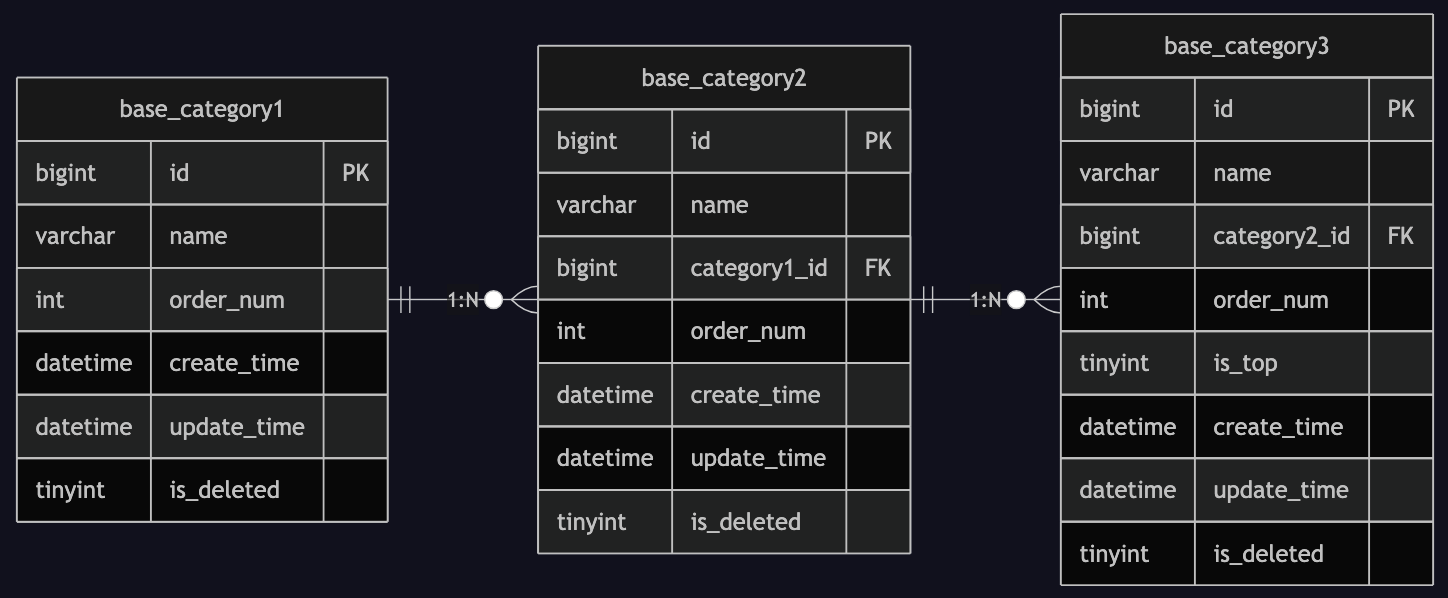 base_category1
bigint id PK
varchar name
int order_num
datetime create_time
datetime update_time
tinyint is_deleted
1:N
base_category2
bigint id PK
varchar name
bigint category1_id FK
int order_num
datetime create_time
datetime update_time
tinyint is_deleted
1:N
base_category3
bigint id PK
varchar name
bigint category2_id FK
int order_num
tinyint is_top
datetime create_time
datetime update_time
tinyint is_deleted